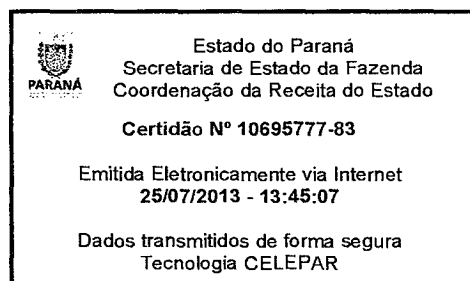 PARANÁ
Estado do Paraná
Secretaria de Estado da Fazenda
Coordenação da Receita do Estado
Certidão Nº 10695777-83
Emitida Eletronicamente via Internet
25/07/2013 - 13:45:07
Dados transmitidos de forma segura
Tecnologia CELEPAR